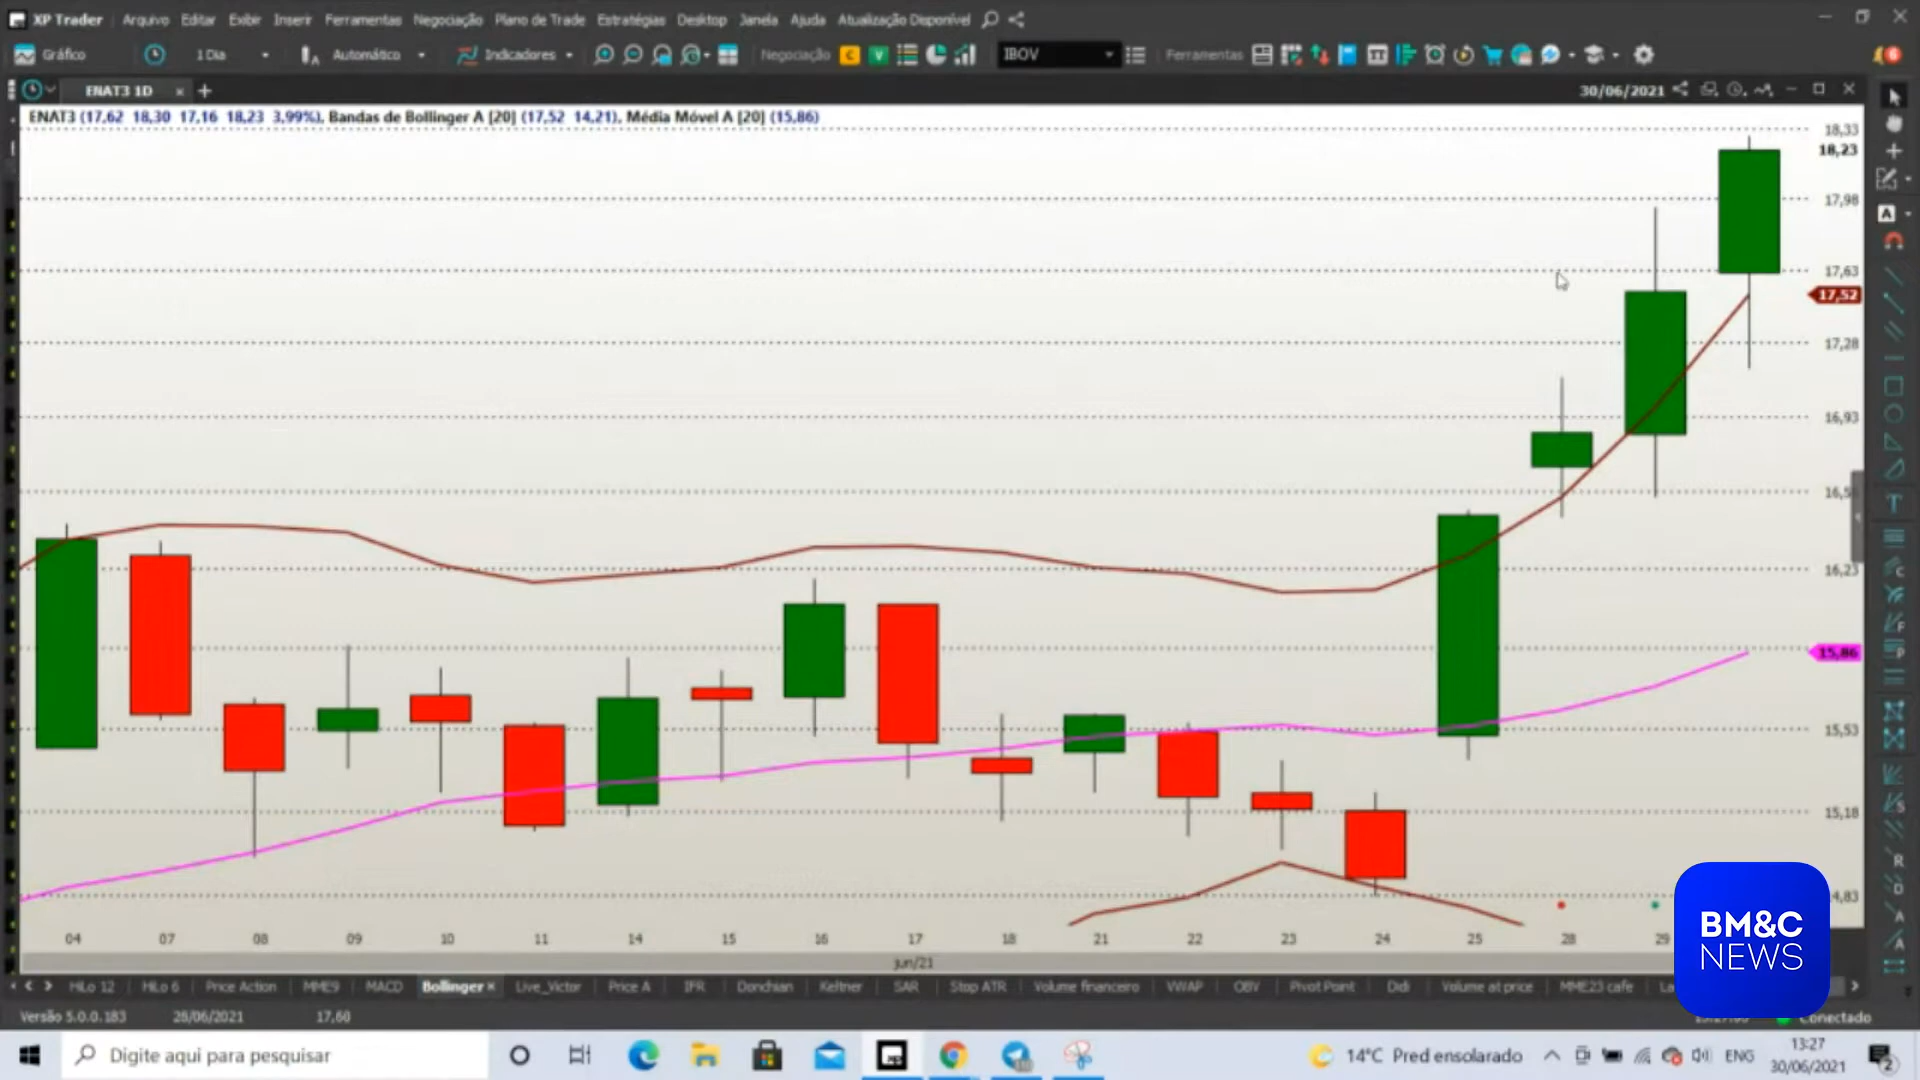 XP Trader Arquivo Editar Exibir Inserir Ferramentas Negociação Plano de Trade Estratégias Desktop Janela Ajuda Atualização Disponível
Gráfico 1 Dia Automático Indicadores Negociação C V IBOV Ferramentas
ENAT3 1D 30/06/2021
ENAT3 (17,62 18,30 17,16 18,23 3,99%), Bandas de Bollinger A [20] (17,52 14,21), Média Móvel A [20] (15,86)
18,33
18,23
17,98
17,63
17,52
17,28
16,93
16,23
15,86
15,53
15,18
04 07 08 09 10 11 14 15 16 17 18 21 22 23 24 25 28 29
jun/21
BM&C
NEWS
HiLo 12 HiLo 6 Price Action MME9 MACD Bollinger Live_Victor Price A IFR Donchian Keltner SAR Stop ATR Volume financeiro VWAP OBV Pivot Point Didi Volume at price MME23 cafe
Versão 5.0.0.183 28/06/2021 17,60 Conectado
Digite aqui para pesquisar 14°C Pred ensolarado ENG 13:27
30/06/2021 2